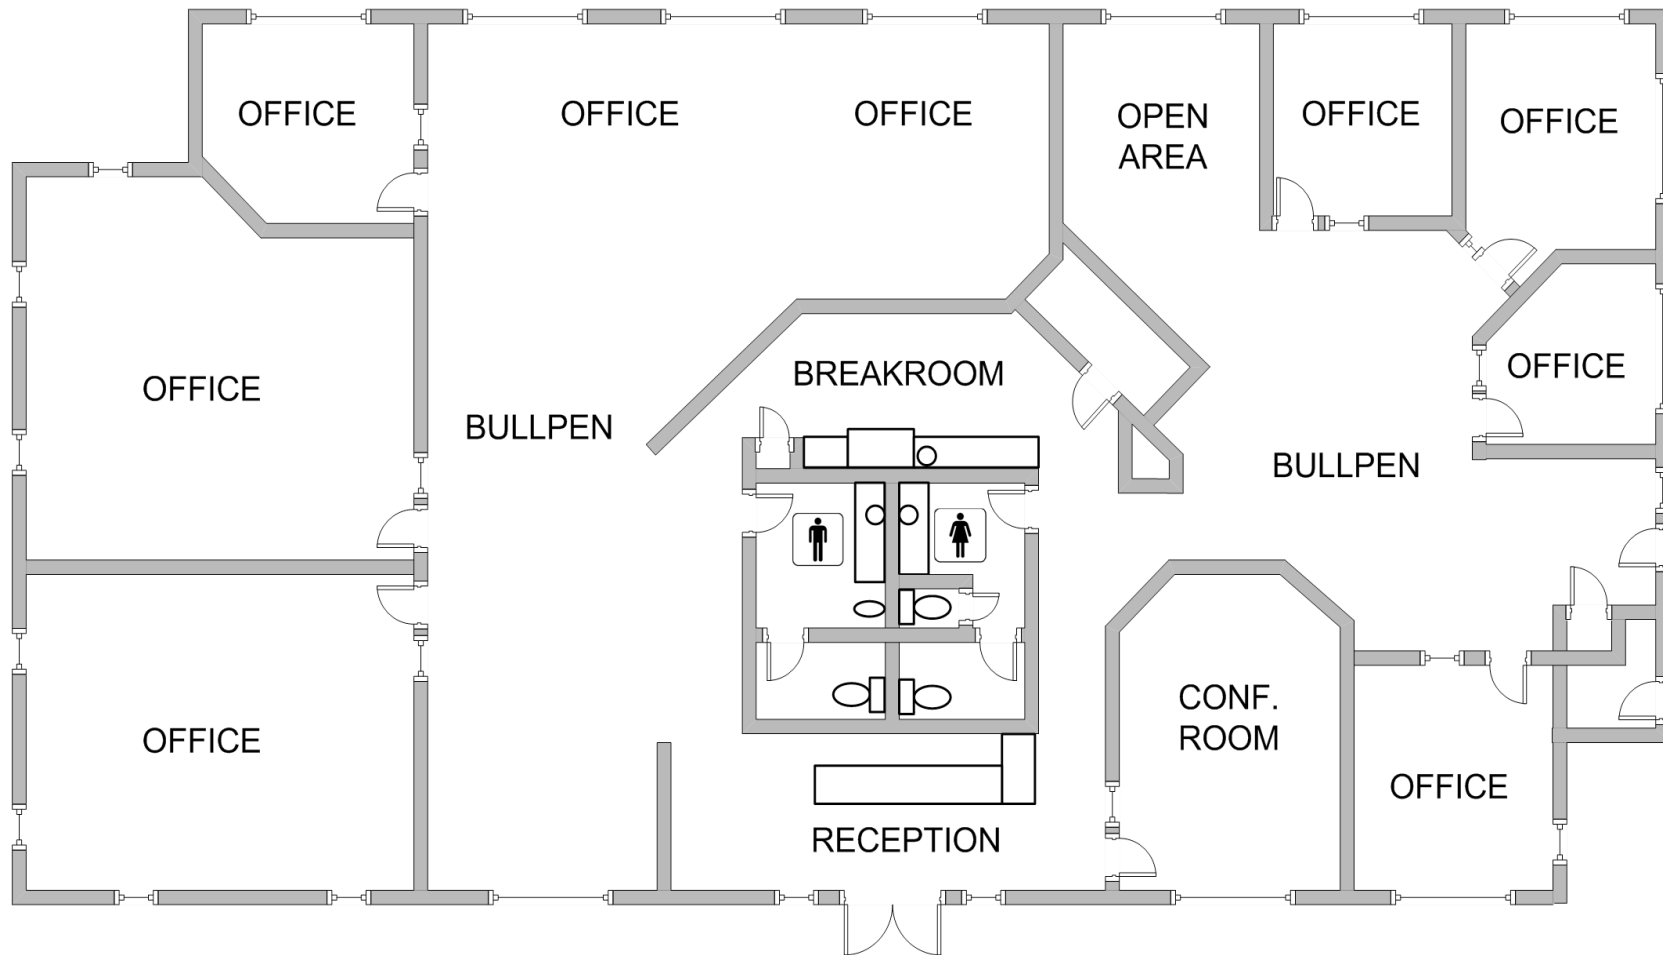 OFFICE
OFFICE
OFFICE
OPEN
AREA
OFFICE
OFFICE
OFFICE
BREAKROOM
OFFICE
BULLPEN
BULLPEN
OFFICE
CONF.
ROOM
OFFICE
RECEPTION